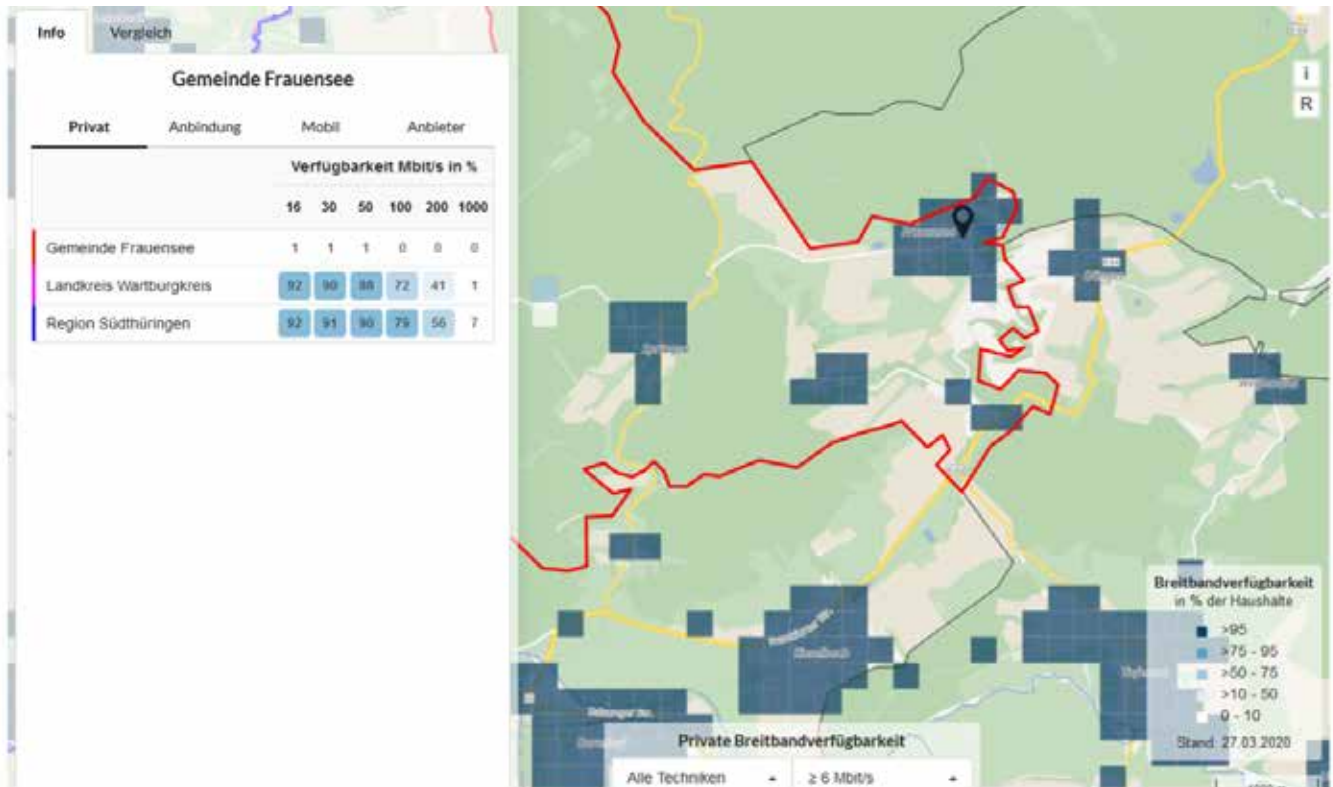 Info Vergleich
Gemeinde Frauensee
Privat Anbindung Mobil Anbieter
Verfügbarkeit Mbit/s in %
16 30 50 100 200 1000
Gemeinde Frauensee 1 1 1 0 0 0
Landkreis Wartburgkreis 92 90 88 72 41 1
Region Südthüringen 92 91 90 79 56 7
i
R
Breitbandverfügbarkeit
in % der Haushalte
>95
>75 - 95
>50 - 75
>10 - 50
0 - 10
Stand: 27.03.2020
Private Breitbandverfügbarkeit
Alle Techniken ≥ 6 Mbit/s